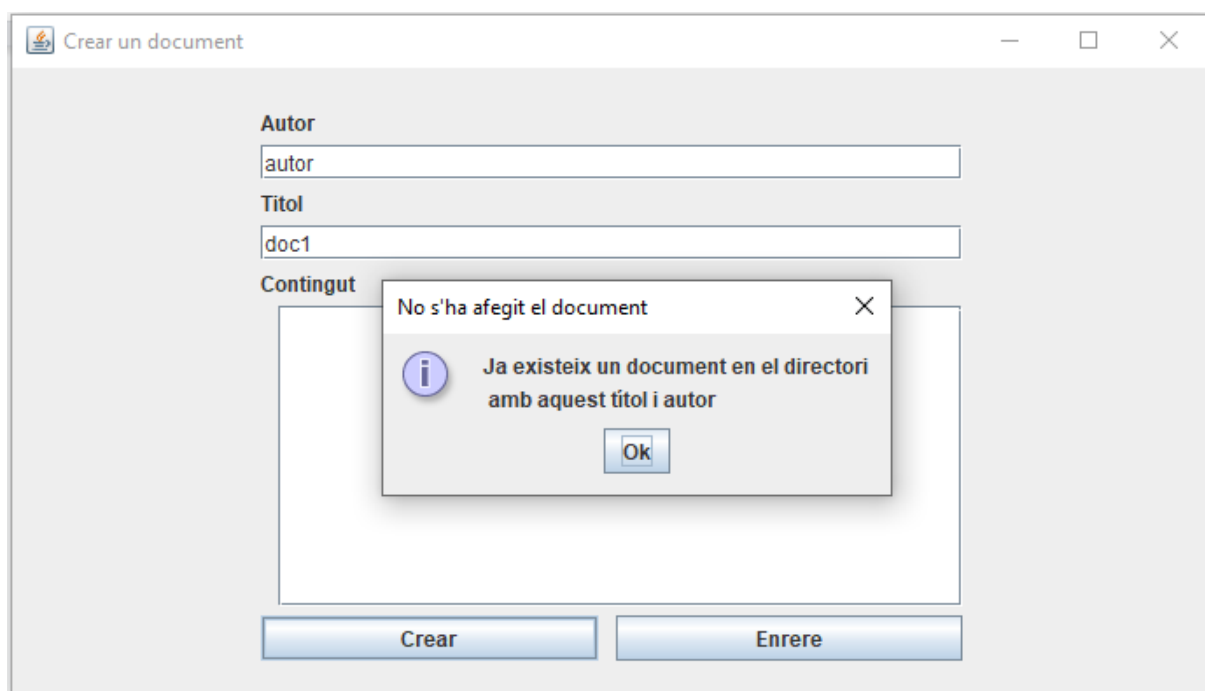 Crear un document
Autor
autor
Titol
doc1
Contingut
No s'ha afegit el document
Ja existeix un document en el directori
amb aquest títol i autor
Ok
Crear
Enrere